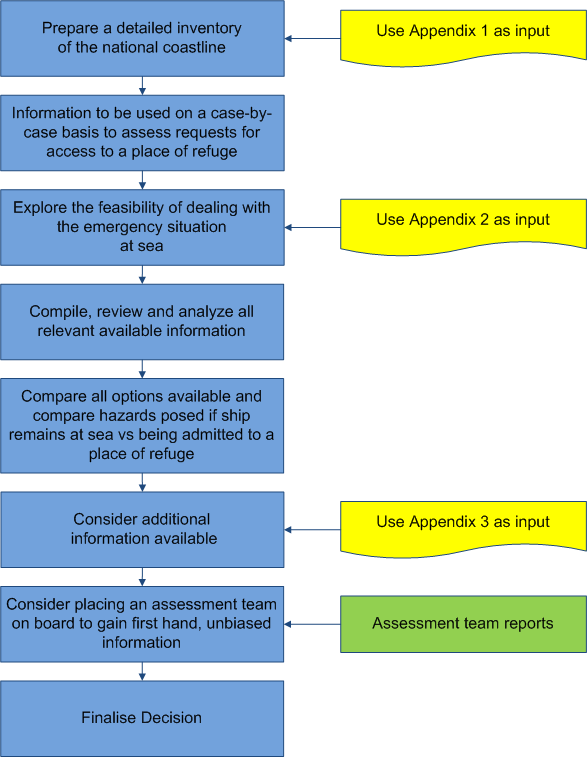 Prepare a detailed inventory
of the national coastline
Use Appendix 1 as input
Information to be used on a case-by-
case basis to assess requests for
access to a place of refuge
Explore the feasibility of dealing with
the emergency situation
at sea
Use Appendix 2 as input
Compile, review and analyze all
relevant available information
Compare all options available and
compare hazards posed if ship
remains at sea vs being admitted to a
place of refuge
Consider additional
information available
Use Appendix 3 as input
Consider placing an assessment team
on board to gain first hand, unbiased
information
Assessment team reports
Finalise Decision